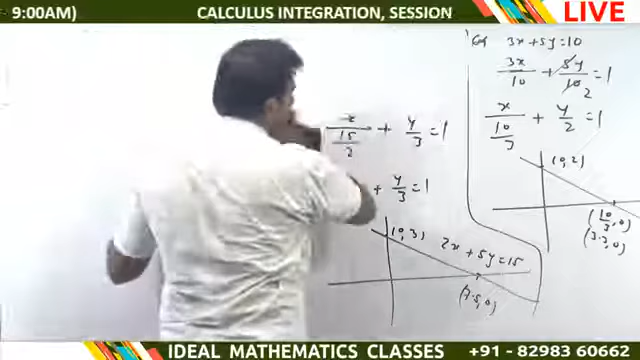 9:00AM)
CALCULUS INTEGRATION, SESSION
LIVE
3x + 5y = 10
3x/10 + 5y/10 2 = 1
x/(10/3) + y/2 = 1
(0, 2)
(10/3, 0)
(3.3, 0)
x/(15/2) + y/3 = 1
+ y/3 = 1
(0, 3)
2x + 5y = 15
(7.5, 0)
IDEAL MATHEMATICS CLASSES
+91 - 82983 60662